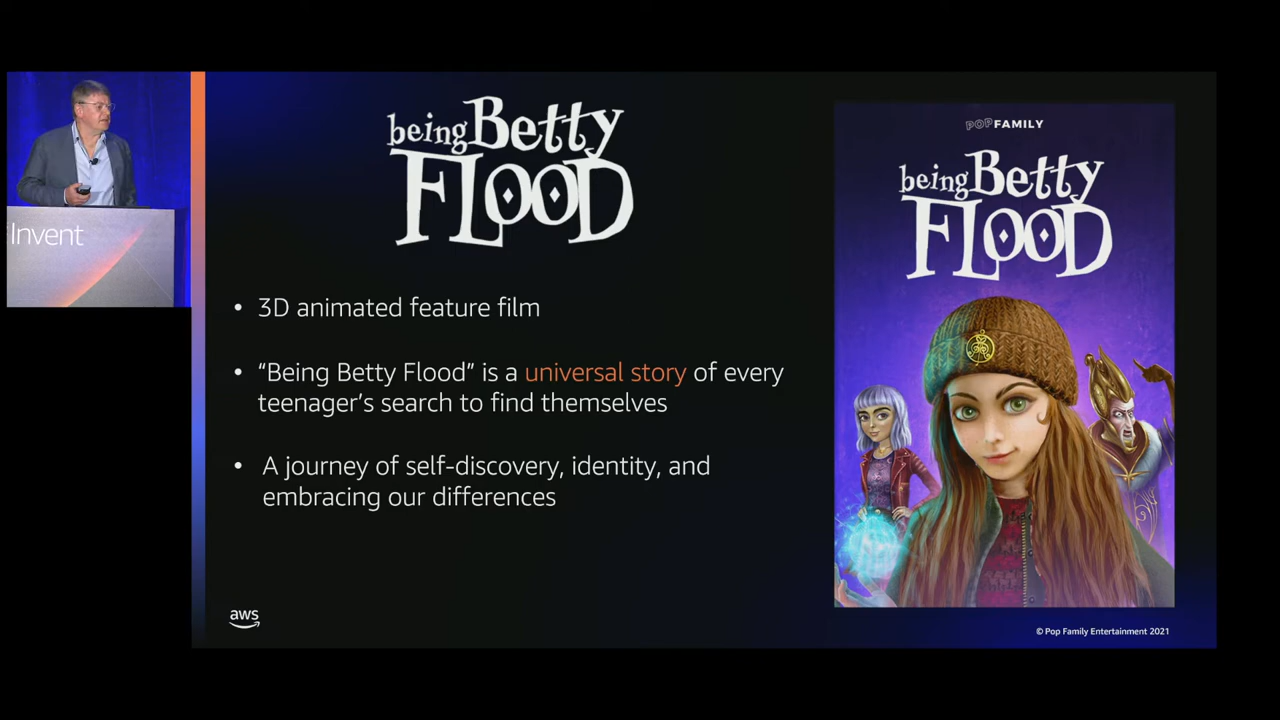 Invent
being Betty
FLOOD
• 3D animated feature film
• “Being Betty Flood” is a universal story of every
teenager’s search to find themselves
• A journey of self-discovery, identity, and
embracing our differences
aws
POPFAMILY
being Betty
FLOOD
© Pop Family Entertainment 2021